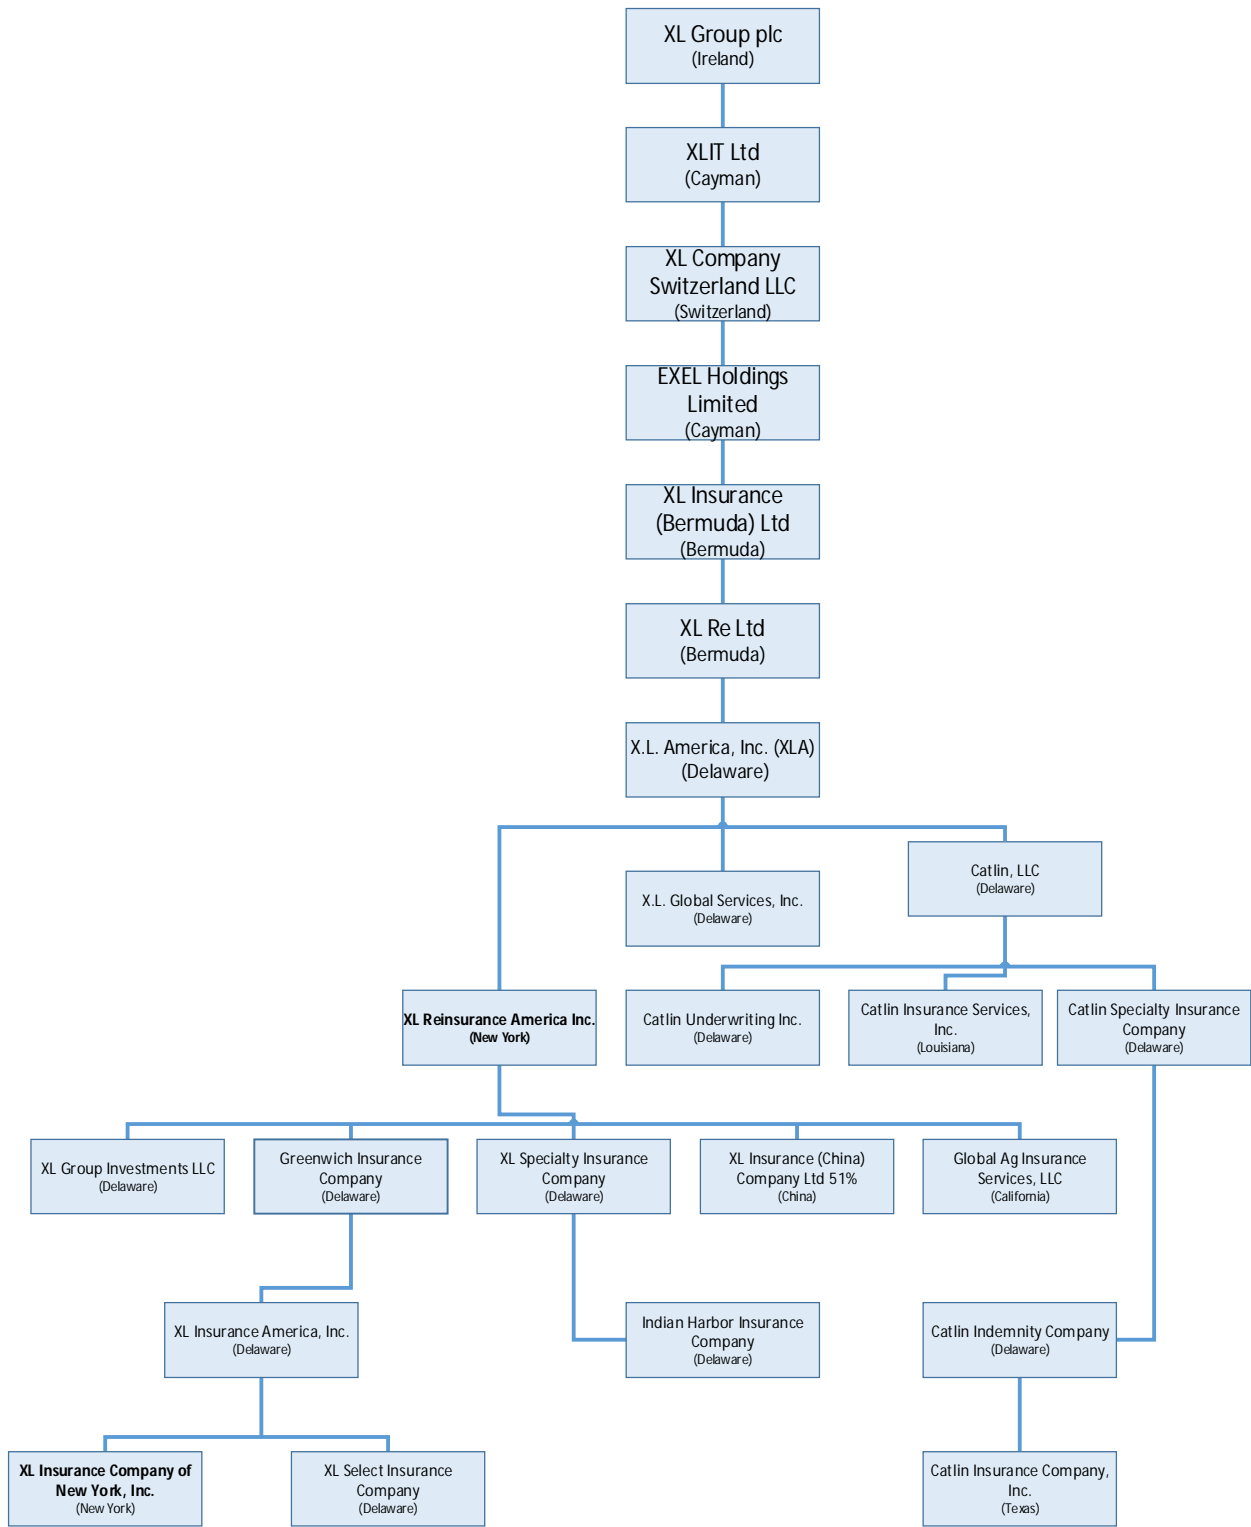 XL Group plc
(Ireland)
XLIT Ltd
(Cayman)
XL Company
Switzerland LLC
(Switzerland)
EXEL Holdings
Limited
(Cayman)
XL Insurance
(Bermuda) Ltd
(Bermuda)
XL Re Ltd
(Bermuda)
X.L. America, Inc. (XLA)
(Delaware)
Catlin, LLC
(Delaware)
X.L. Global Services, Inc.
(Delaware)
XL Reinsurance America Inc.
(New York)
Catlin Underwriting Inc.
(Delaware)
Catlin Insurance Services,
Inc.
(Louisiana)
Catlin Specialty Insurance
Company
(Delaware)
XL Group Investments LLC
(Delaware)
Greenwich Insurance
Company
(Delaware)
XL Specialty Insurance
Company
(Delaware)
XL Insurance (China)
Company Ltd 51%
(China)
Global Ag Insurance
Services, LLC
(California)
XL Insurance America, Inc.
(Delaware)
Indian Harbor Insurance
Company
(Delaware)
Catlin Indemnity Company
(Delaware)
XL Insurance Company of
New York, Inc.
(New York)
XL Select Insurance
Company
(Delaware)
Catlin Insurance Company,
Inc.
(Texas)